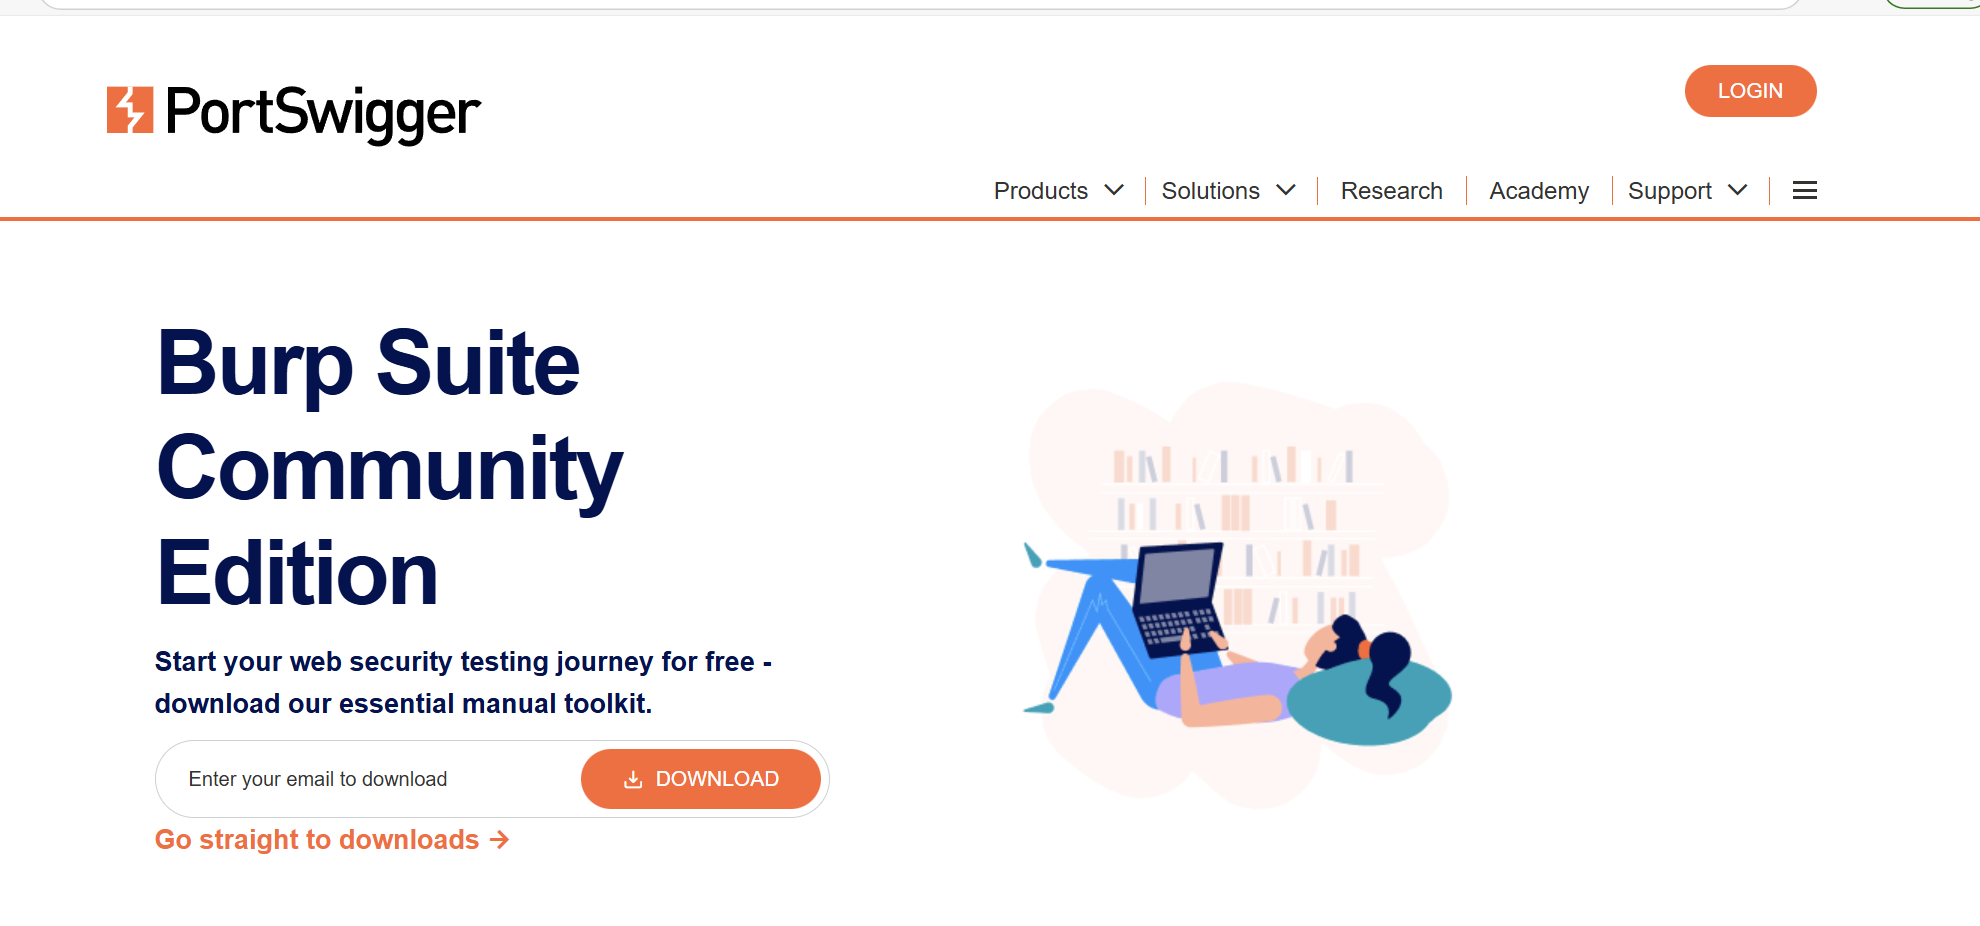 PortSwigger
LOGIN
Products
Solutions
Research
Academy
Support
Burp Suite
Community
Edition
Start your web security testing journey for free -
download our essential manual toolkit.
Enter your email to download
DOWNLOAD
Go straight to downloads →